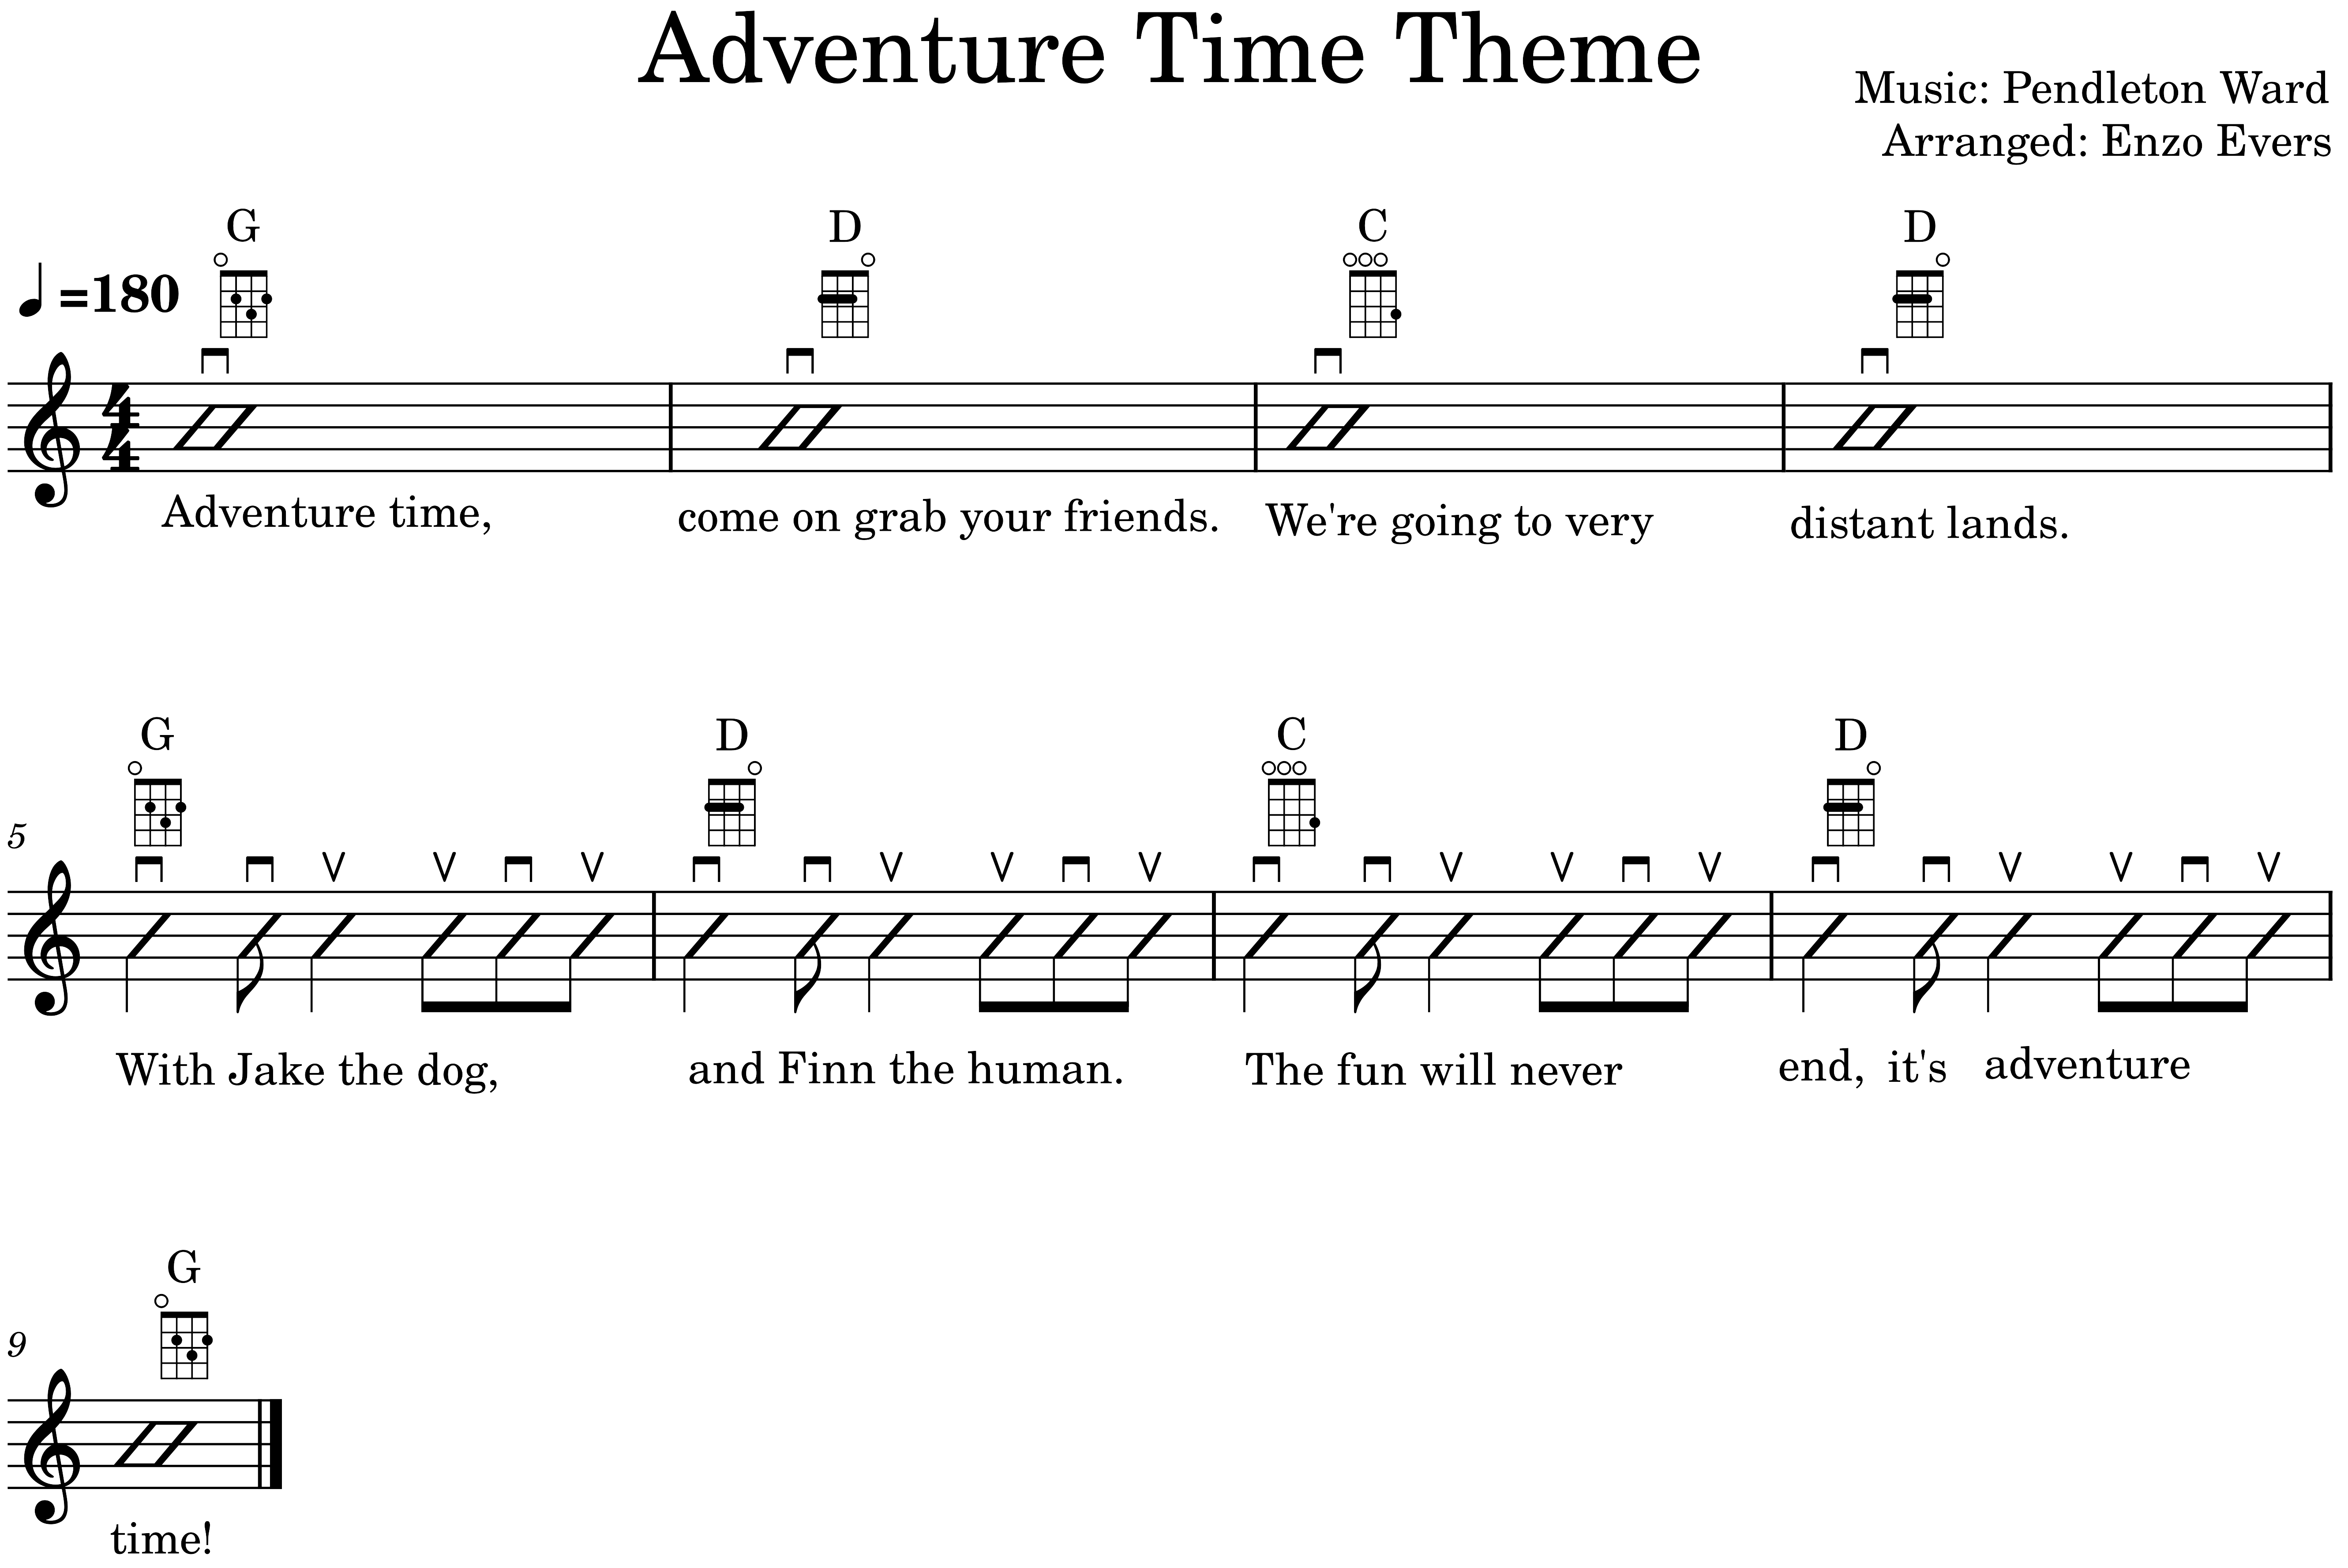 Adventure Time Theme
Music: Pendleton Ward
Arranged: Enzo Evers
G D C D
=180
4
4
Adventure time, come on grab your friends. We're going to very distant lands.
G D C D
5
With Jake the dog, and Finn the human. The fun will never end, it's adventure
G
9
time!